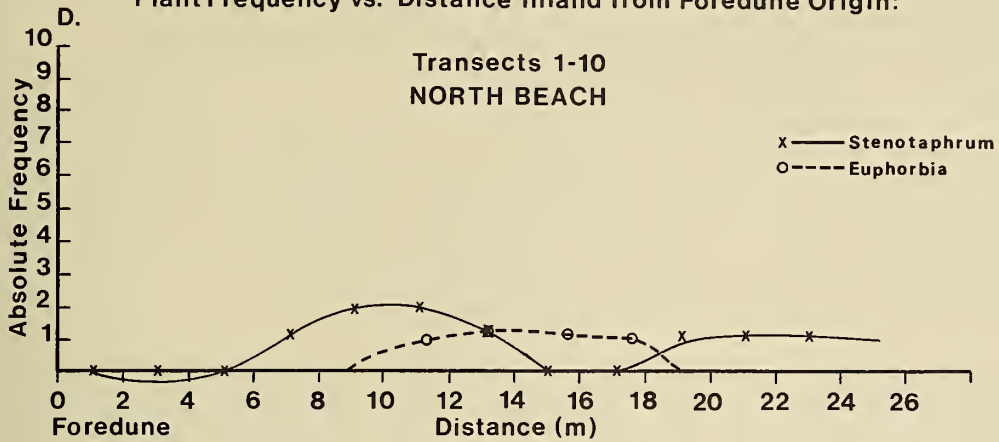 Plant Frequency vs. Distance Inland from Foredune Origin:
D.
Transects 1-10
NORTH BEACH
x Stenotaphrum
o Euphorbia
Absolute Frequency
10
9
8
7
6
5
4
3
2
1
0 2 4 6 8 10 12 14 16 18 20 22 24 26
Foredune Distance (m)